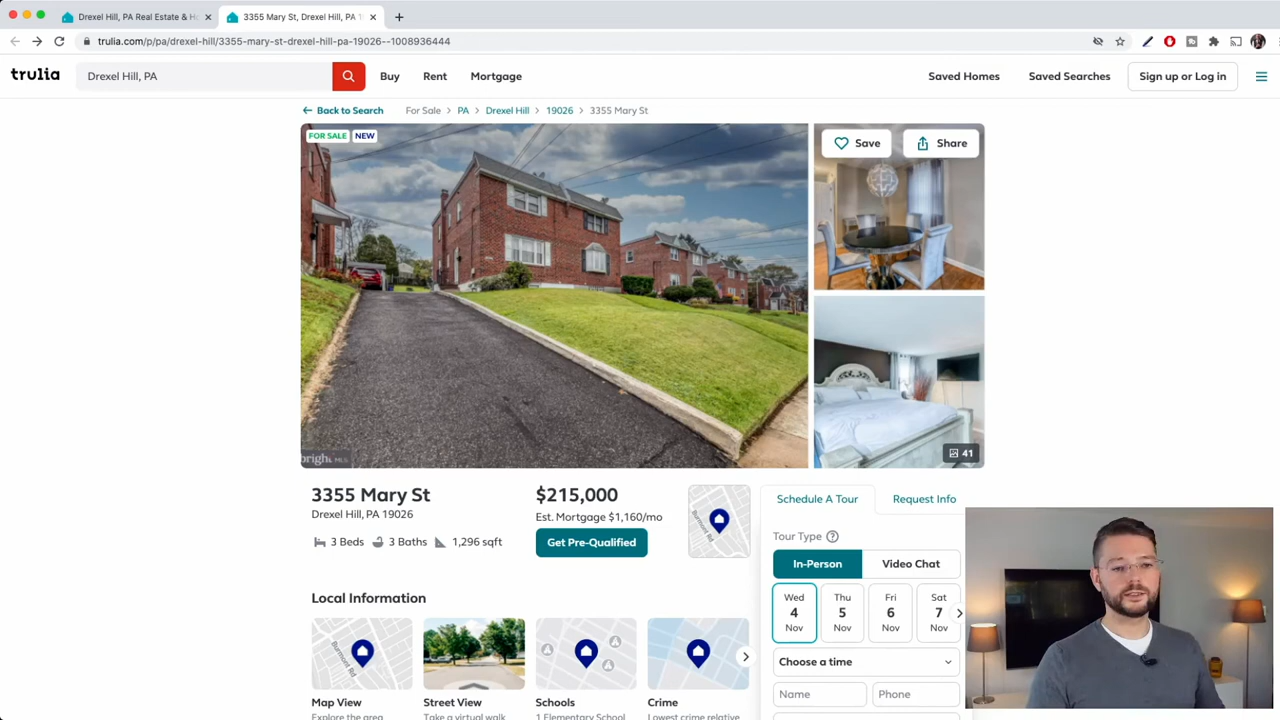 Drexel Hill, PA Real Estate & H
3355 Mary St, Drexel Hill, PA
trulia.com/p/pa/drexel-hill/3355-mary-st-drexel-hill-pa-19026--1008936444
trulia
Drexel Hill, PA
Buy
Rent
Mortgage
Saved Homes
Saved Searches
Sign up or Log in
Back to Search
For Sale > PA > Drexel Hill > 19026 > 3355 Mary St
FOR SALE
NEW
Save
Share
bright MLS
41
3355 Mary St
Drexel Hill, PA 19026
3 Beds
3 Baths
1,296 sqft
$215,000
Est. Mortgage $1,160/mo
Get Pre-Qualified
Burmont Rd
Schedule A Tour
Request Info
Tour Type
In-Person
Video Chat
Wed
4
Nov
Thu
5
Nov
Fri
6
Nov
Sat
7
Nov
Choose a time
Name
Phone
Local Information
Burmont Rd
Map View
Explore the area
Street View
Take a virtual walk
Schools
1 Elementary School
Crime
Lowest crime relative